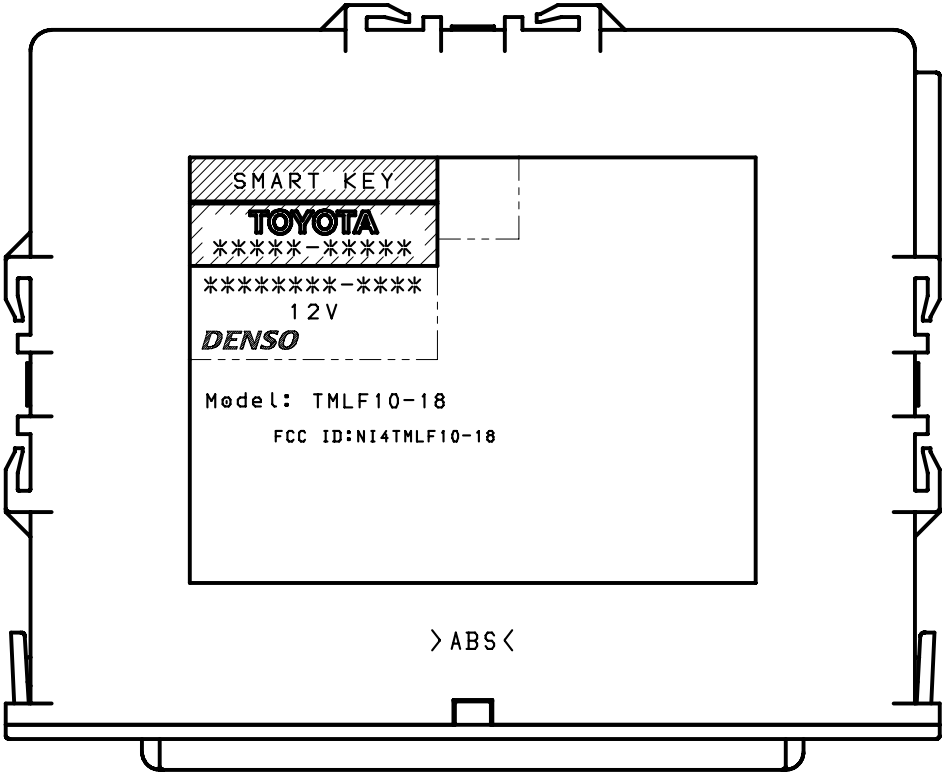 SMART KEY
TOYOTA
*****-*****
********-****
12V
DENSO
Model: TMLF10-18
FCC ID:NI4TMLF10-18
>ABS<